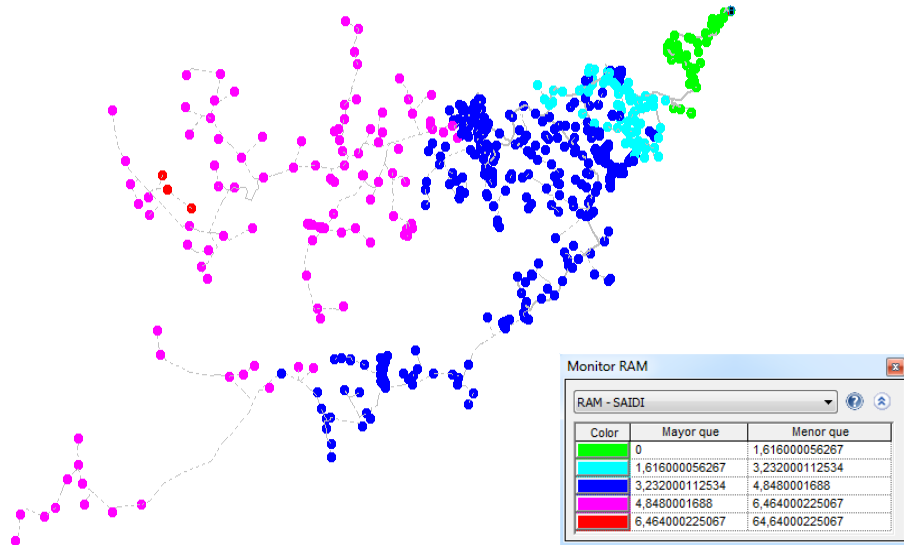 Monitor RAM
RAM - SAIDI
Color Mayor que Menor que
0 1,616000056267
1,616000056267 3,232000112534
3,232000112534 4,8480001688
4,8480001688 6,464000225067
6,464000225067 64,64000225067